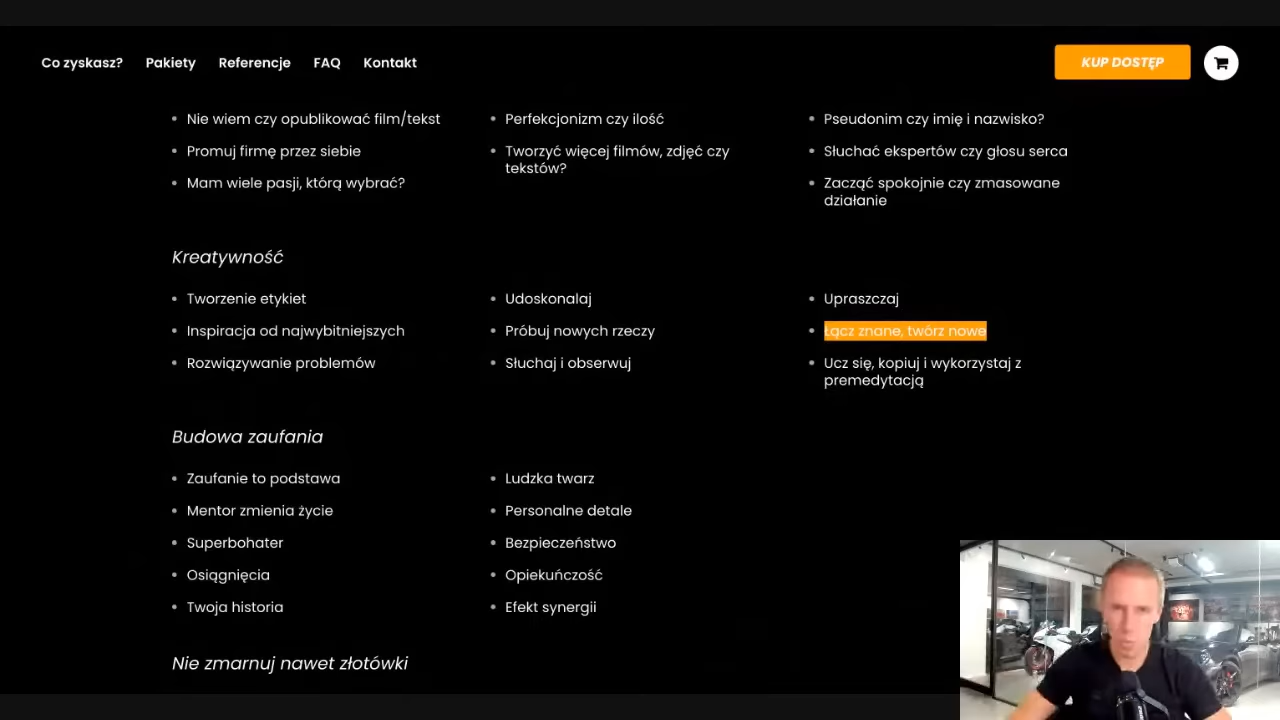 Co zyskasz? Pakiety Referencje FAQ Kontakt KUP DOSTĘP
Nie wiem czy opublikować film/tekst
Promuj firmę przez siebie
Mam wiele pasji, którą wybrać?
Perfekcjonizm czy ilość
Tworzyć więcej filmów, zdjęć czy
tekstów?
Pseudonim czy imię i nazwisko?
Słuchać ekspertów czy głosu serca
Zacząć spokojnie czy zmasowane
działanie
Kreatywność
Tworzenie etykiet
Inspiracja od najwybitniejszych
Rozwiązywanie problemów
Udoskonalaj
Próbuj nowych rzeczy
Słuchaj i obserwuj
Upraszczaj
Łącz znane, twórz nowe
Ucz się, kopiuj i wykorzystaj z
premedytacją
Budowa zaufania
Zaufanie to podstawa
Mentor zmienia życie
Superbohater
Osiągnięcia
Twoja historia
Ludzka twarz
Personalne detale
Bezpieczeństwo
Opiekuńczość
Efekt synergii
Nie zmarnuj nawet złotówki